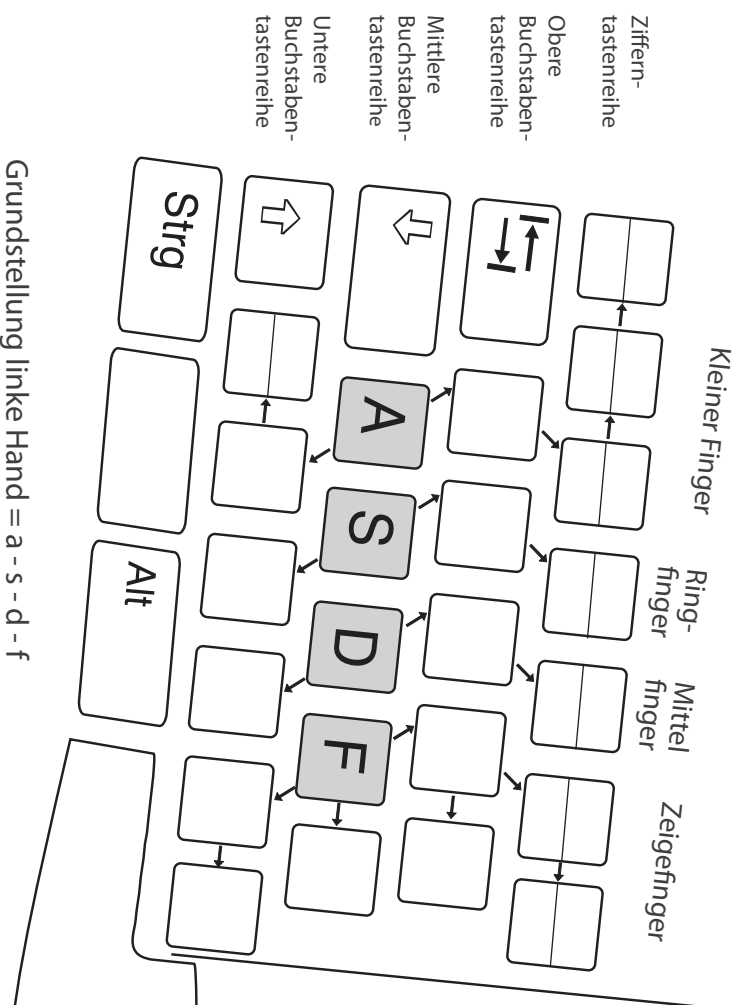 Kleiner Finger
Ring-
finger
Mittel
finger
Zeigefinger
Ziffern-
tastenreihe
Obere
Buchstaben-
tastenreihe
Mittlere
Buchstaben-
tastenreihe
A
S
D
F
Untere
Buchstaben-
tastenreihe
Strg
Alt
Grundstellung linke Hand = a - s - d - f